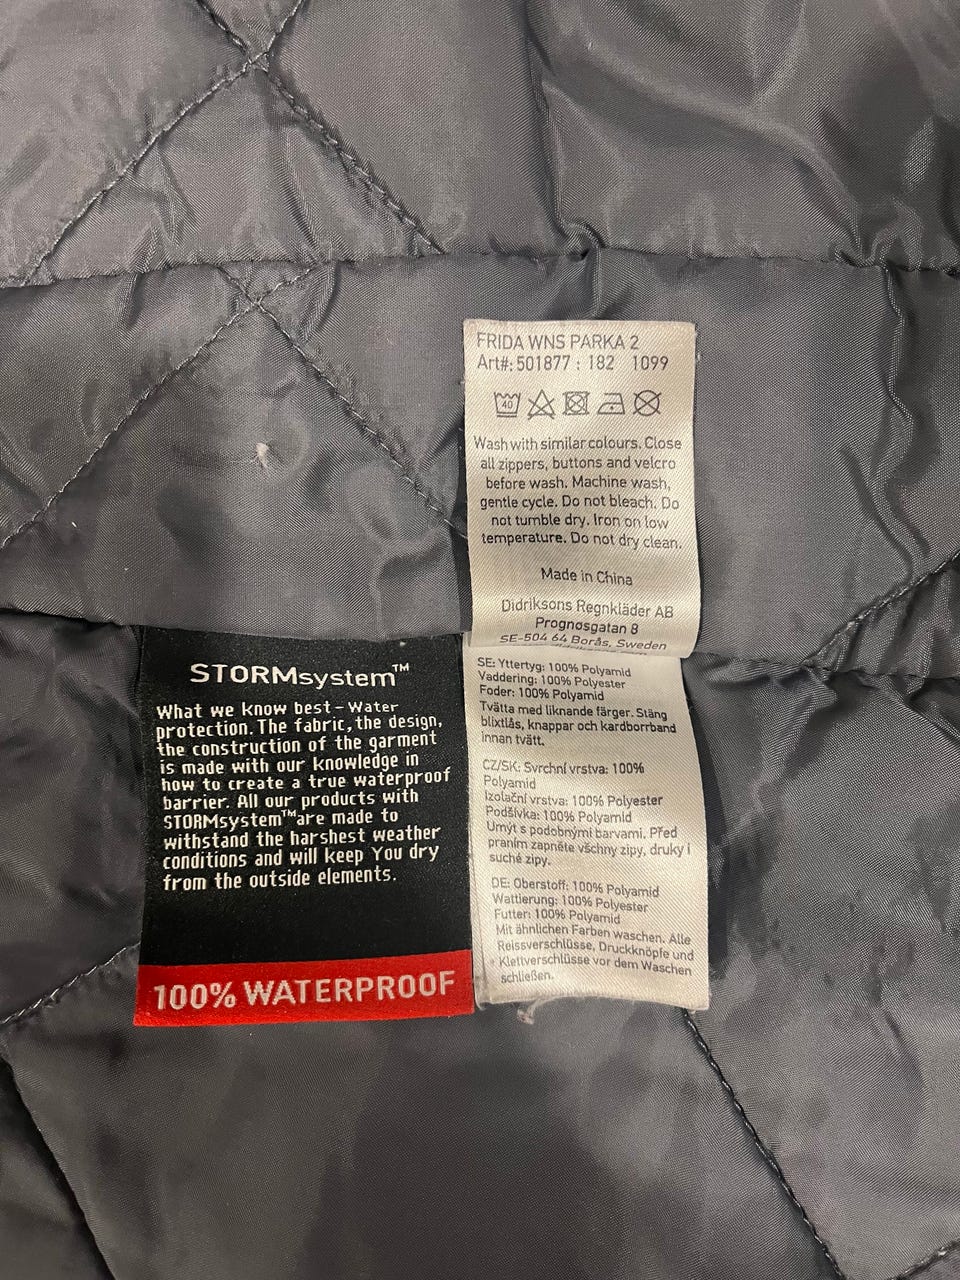 FRIDA WNS PARKA 2
Art#: 501877 : 182 1099
40
Wash with similar colours. Close
all zippers, buttons and velcro
before wash. Machine wash,
gentle cycle. Do not bleach. Do
not tumble dry. Iron on low
temperature. Do not dry clean.
Made in China
Didriksons Regnkläder AB
Prognosgatan 8
SE-504 64 Borås, Sweden
STORMsystem™
What we know best - Water
protection. The fabric, the design,
the construction of the garment
is made with our knowledge in
how to create a true waterproof
barrier. All our products with
STORMsystem™are made to
withstand the harshest weather
conditions and will keep You dry
from the outside elements.
100% WATERPROOF
SE: Yttertyg: 100% Polyamid
Vaddering: 100% Polyester
Foder: 100% Polyamid
Tvätta med liknande färger. Stäng
blixtlås, knappar och kardborrband
innan tvätt.
CZ/SK: Svrchní vrstva: 100%
Polyamid
Izolační vrstva: 100% Polyester
Podšívka: 100% Polyamid
Umýt s podobnými barvami. Před
praním zapněte všchny zipy, druky i
suché zipy.
DE: Oberstoff: 100% Polyamid
Wattierung: 100% Polyester
Futter: 100% Polyamid
Mit ähnlichen Farben waschen. Alle
Reissverschlüsse, Druckknöpfe und
Klettverschlüsse vor dem Waschen
schließen.